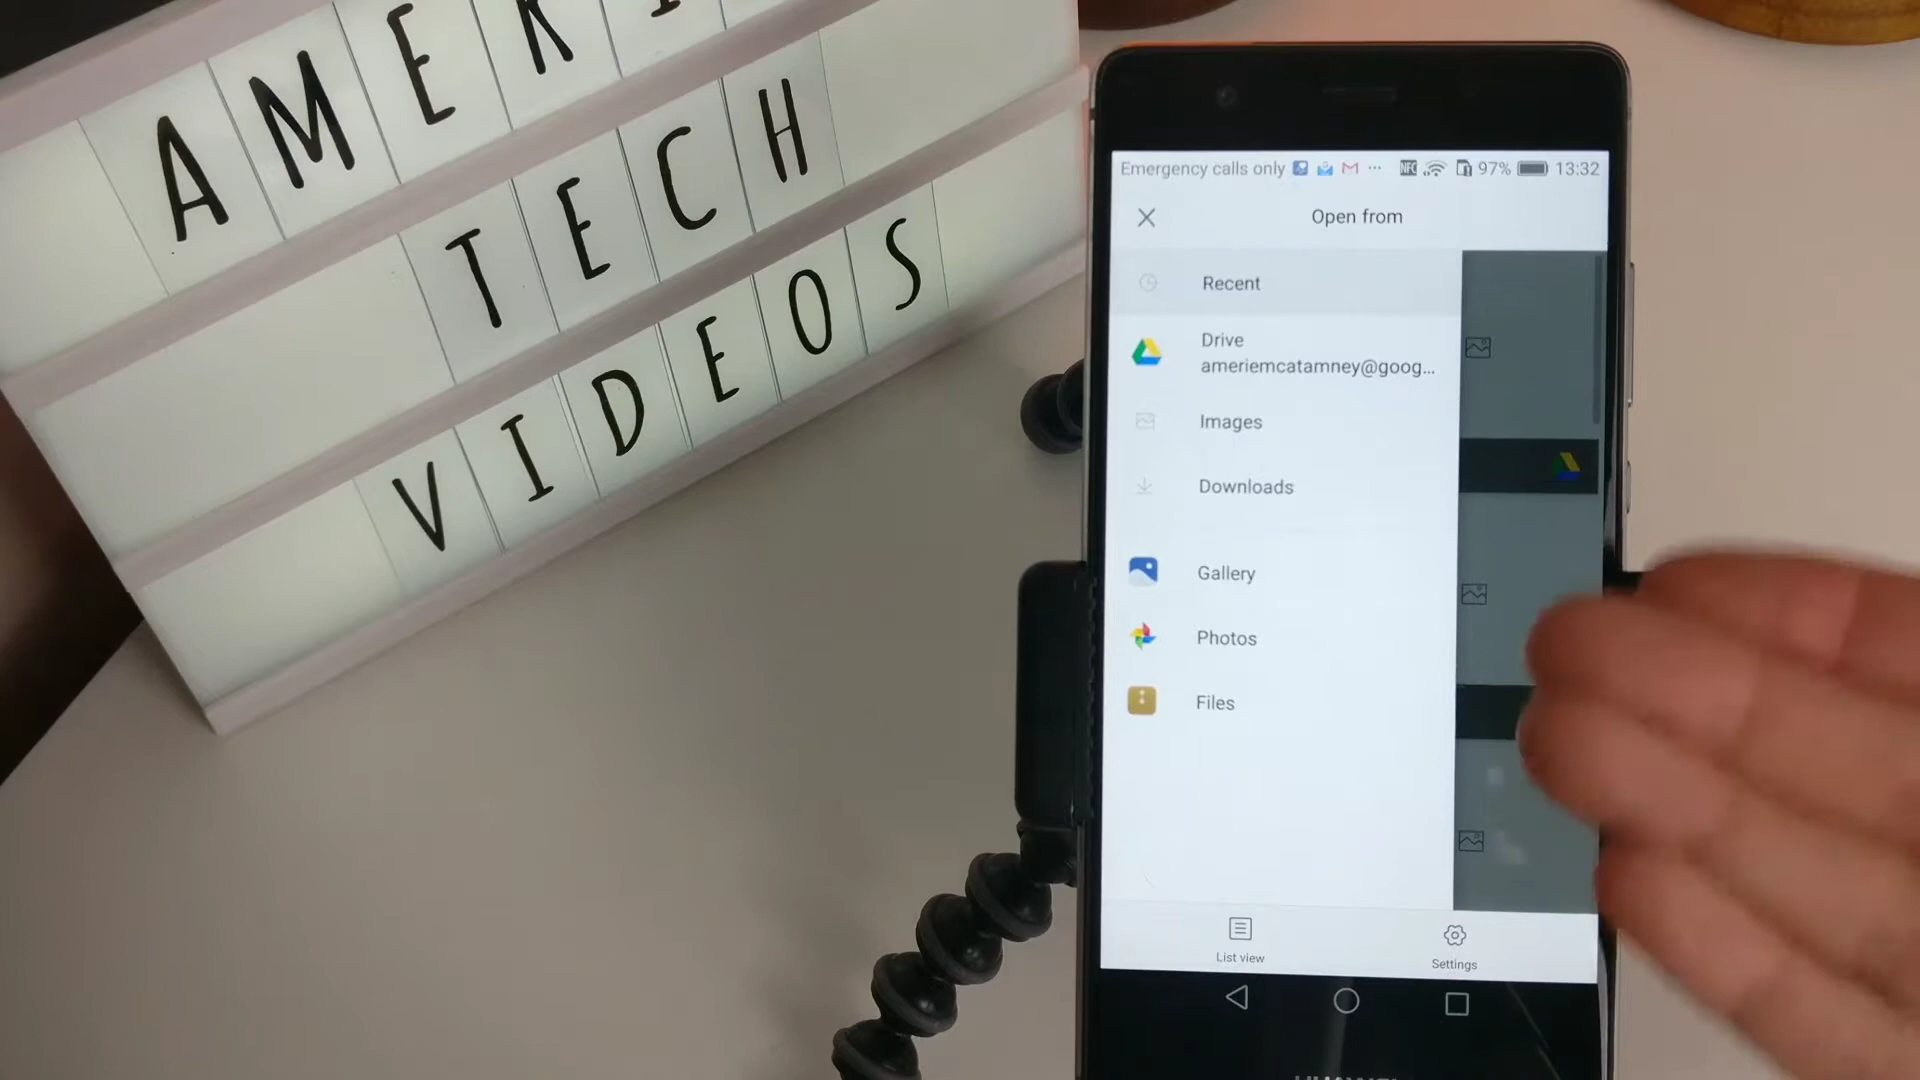 TECH
VIDEOS
Emergency calls only ... NFC 97% 13:32
Open from
Recent
Drive
ameriemcatamney@goog...
Images
Downloads
Gallery
Photos
Files
List view
Settings